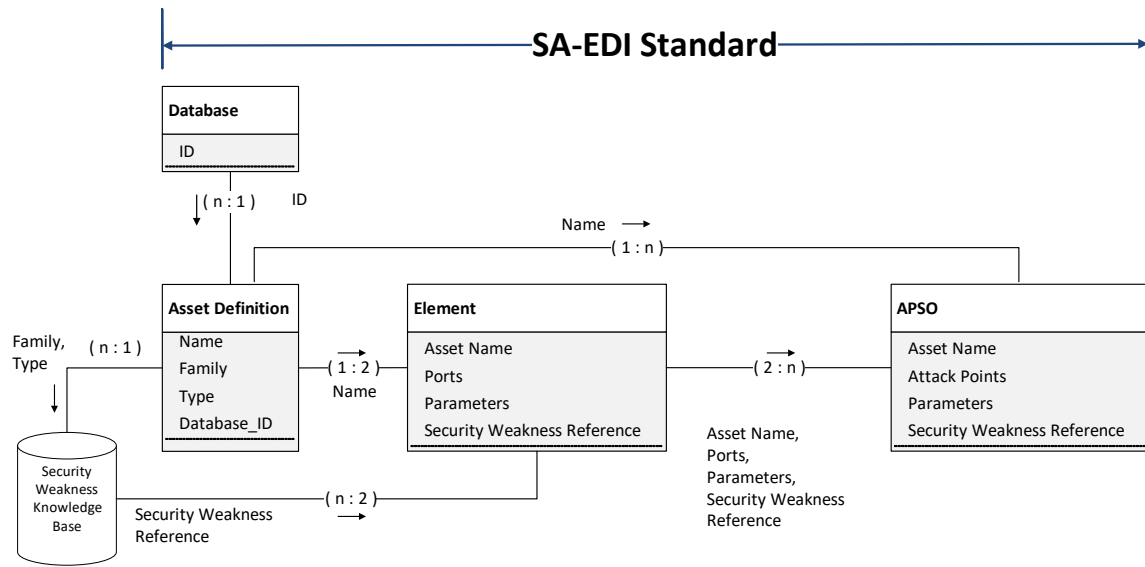 SA-EDI Standard
Database
ID
( n : 1 )
ID
Name
( 1 : n )
Asset Definition
Name
Family
Type
Database_ID
Element
Asset Name
Ports
Parameters
Security Weakness Reference
APSO
Asset Name
Attack Points
Parameters
Security Weakness Reference
Family,
Type
( n : 1 )
( 1 : 2 )
Name
( 2 : n )
Asset Name,
Ports,
Parameters,
Security Weakness
Reference
Security
Weakness
Knowledge
Base
( n : 2 )
Security Weakness
Reference